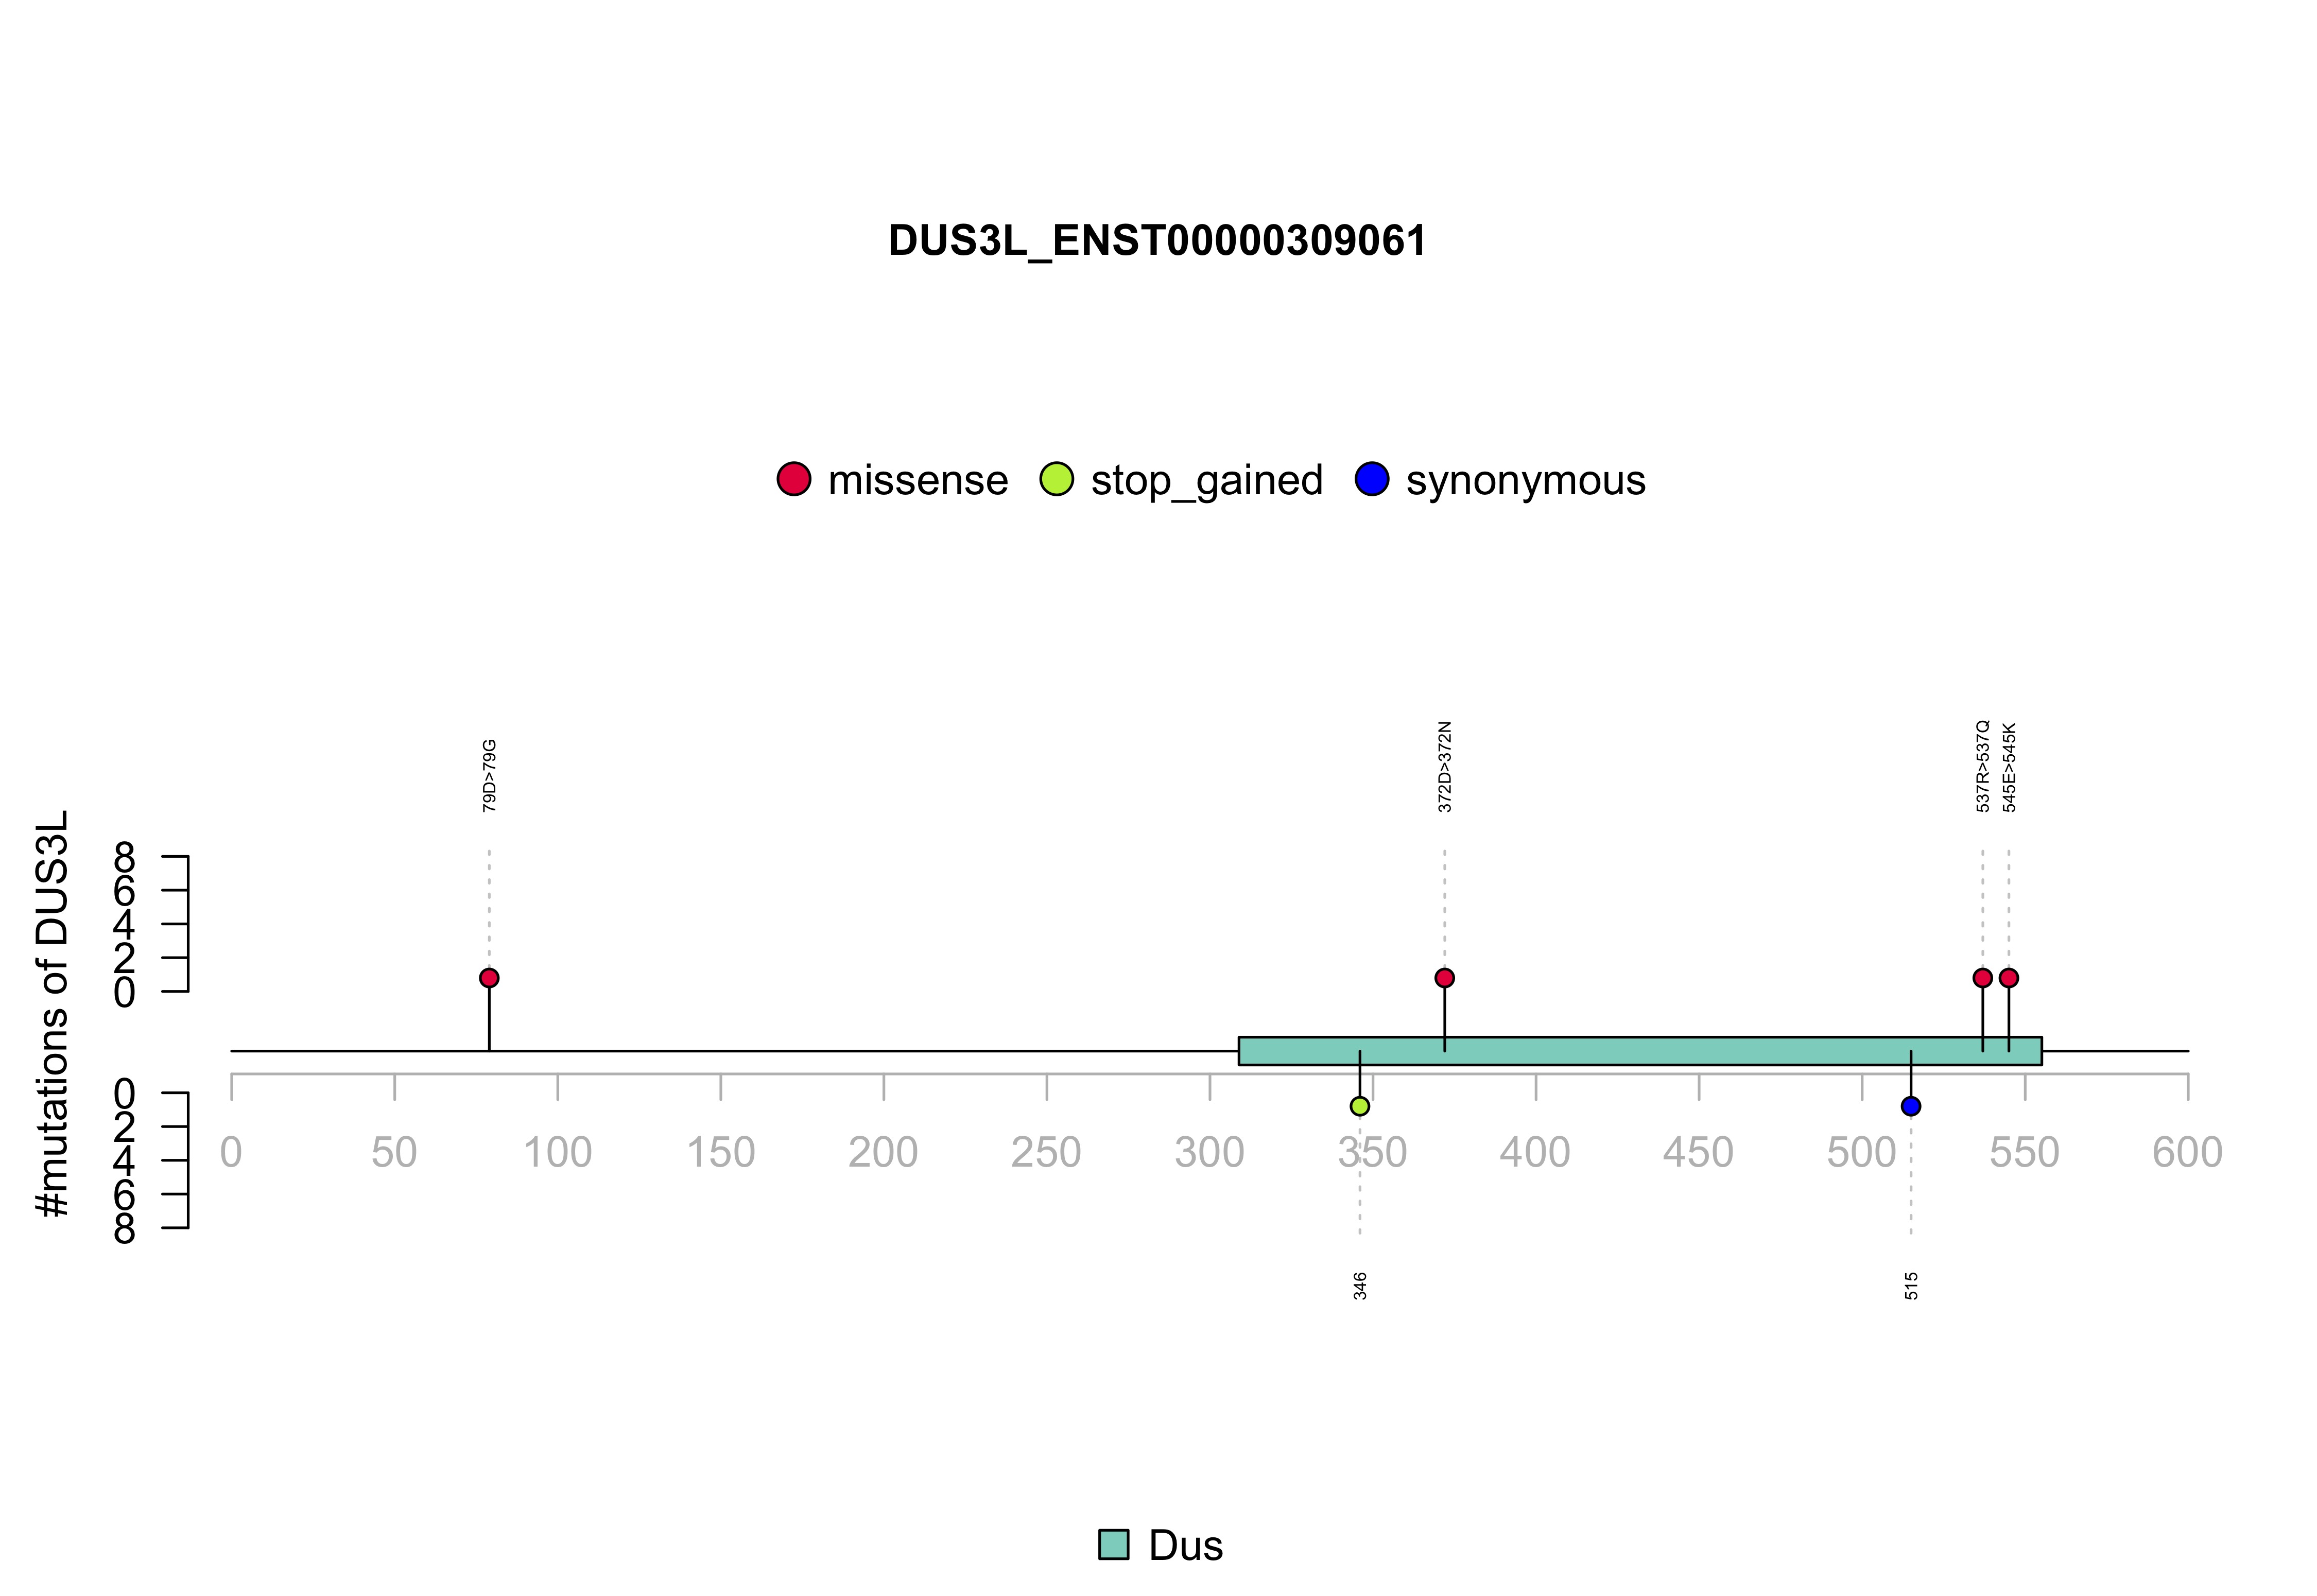 DUS3L_ENST00000309061
missense stop_gained synonymous
79D>79G
372D>372N
537R>537Q
545E>545K
#mutations of DUS3L
8
6
4
2
0
0
2
4
6
8
0 50 100 150 200 250 300 350 400 450 500 550 600
346
515
Dus